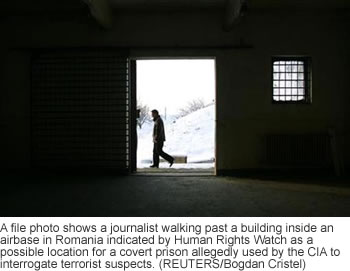 A file photo shows a journalist walking past a building inside an
airbase in Romania indicated by Human Rights Watch as a
possible location for a covert prison allegedly used by the CIA to
interrogate terrorist suspects. (REUTERS/Bogdan Cristel)